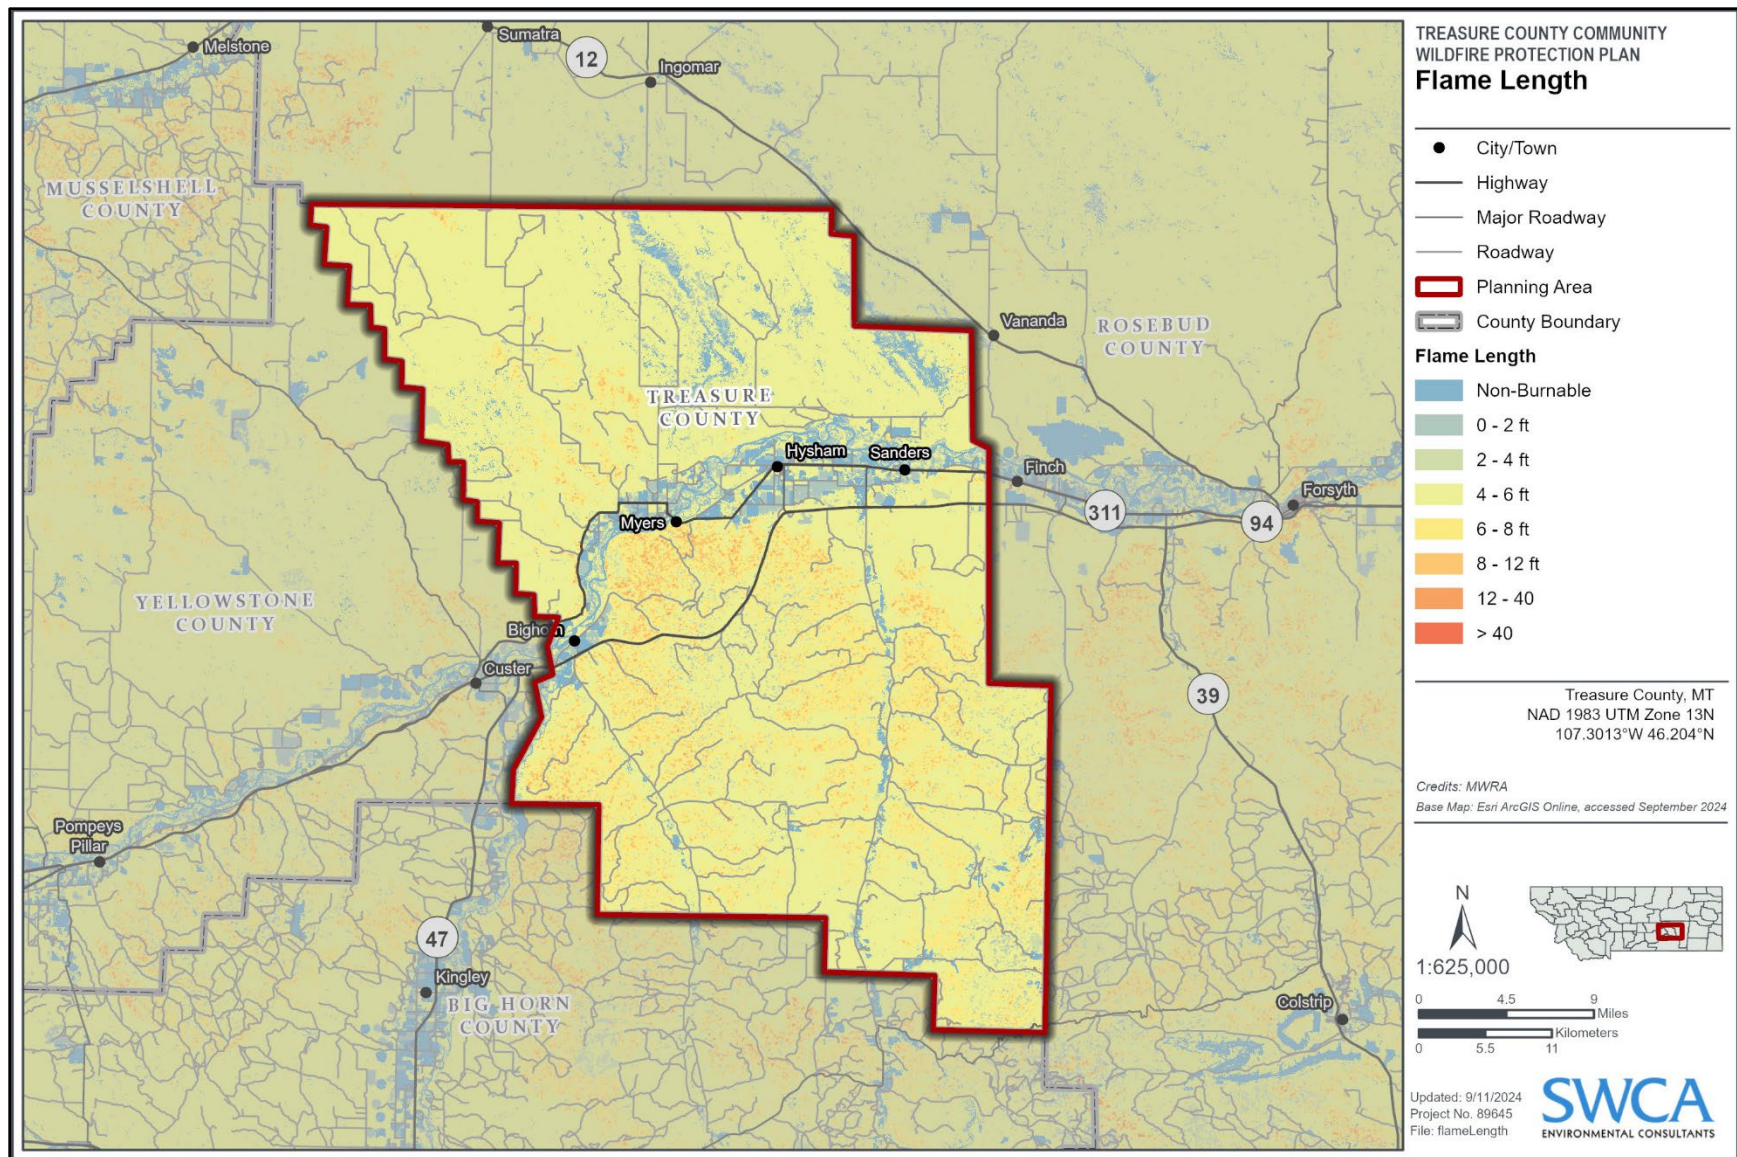 TREASURE COUNTY COMMUNITY
WILDFIRE PROTECTION PLAN
Flame Length
City/Town
Highway
Major Roadway
Roadway
Planning Area
County Boundary
Flame Length
Non-Burnable
0 - 2 ft
2 - 4 ft
4 - 6 ft
6 - 8 ft
8 - 12 ft
12 - 40
> 40
Treasure County, MT
NAD 1983 UTM Zone 13N
107.3013°W 46.204°N
Credits: MWRA
Base Map: Esri ArcGIS Online, accessed September 2024
N
1:625,000
0 4.5 9
Miles
Kilometers
0 5.5 11
Updated: 9/11/2024
Project No. 89645
File: flameLength
SWCA
ENVIRONMENTAL CONSULTANTS
Melstone
Sumatra
12
Ingomar
MUSSELSHELL
COUNTY
Vananda
ROSEBUD
COUNTY
TREASURE
COUNTY
Hysham
Sanders
Finch
Forsyth
311
94
Myers
YELLOWSTONE
COUNTY
Bighorn
Custer
39
Pompeys
Pillar
47
Kingley
BIG HORN
COUNTY
Colstrip